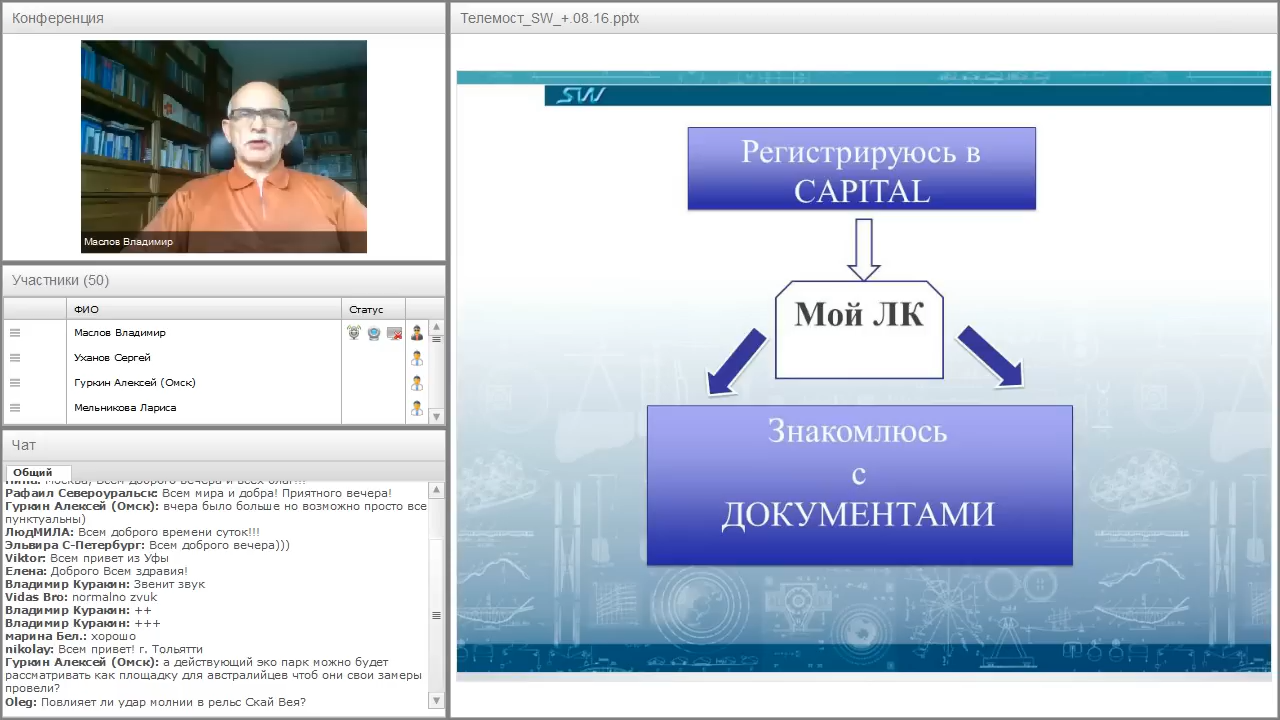 Конференция
Маслов Владимир
Участники (50)
ФИО
Статус
Маслов Владимир
Уханов Сергей
Гуркин Алексей (Омск)
Мельникова Лариса
Чат
Общий
Рафаил Североуральск: Всем мира и добра! Приятного вечера!
Гуркин Алексей (Омск): вчера было больше но возможно просто все
пунктуальны)
ЛюдМИЛА: Всем доброго времени суток!!!
Эльвира С-Петербург: Всем доброго вечера)))
Viktor: Всем привет из Уфы
Елена: Доброго Всем здравия!
Владимир Куракин: Звенит звук
Vidas Bro: normalno zvuk
Владимир Куракин: ++
Владимир Куракин: +++
марина Бел.: хорошо
nikolay: Всем привет! г. Тольятти
Гуркин Алексей (Омск): а действующий эко парк можно будет
рассматривать как площадку для австралийцев чтоб они свои замеры
провели?
Oleg: Повлияет ли удар молнии в рельс Скай Вея?
Телемост_SW_+.08.16.pptx
SW
Регистрируюсь в
CAPITAL
Мой ЛК
Знакомлюсь
с
ДОКУМЕНТАМИ